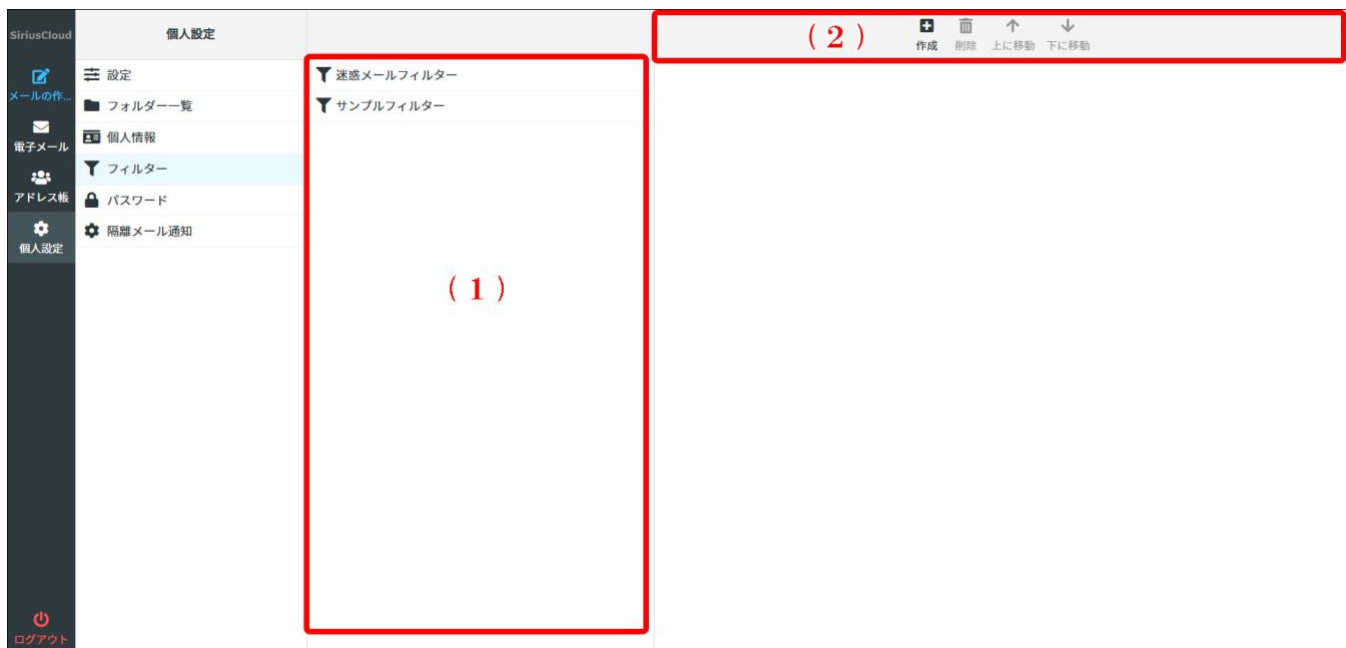 SiriusCloud
メールの作...
電子メール
アドレス帳
個人設定
ログアウト
個人設定
設定
フォルダー一覧
個人情報
フィルター
パスワード
隔離メール通知
迷惑メールフィルター
サンプルフィルター
(1)
(2)
作成 削除 上に移動 下に移動